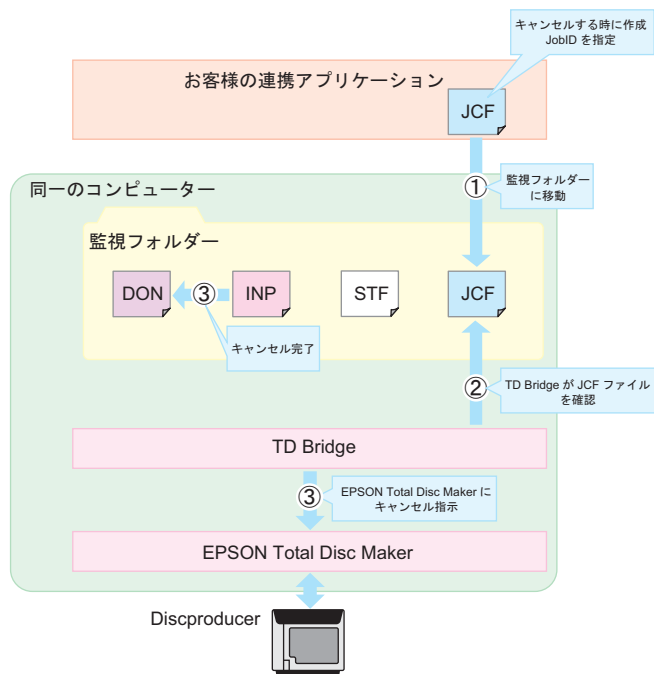 キャンセルする時に作成
JobID を指定
お客様の連携アプリケーション
JCF
①
監視フォルダー
に移動
同一のコンピューター
監視フォルダー
DON
③
INP
STF
JCF
キャンセル完了
②
TD Bridge が JCF ファイル
を確認
TD Bridge
③
EPSON Total Disc Maker に
キャンセル指示
EPSON Total Disc Maker
Discproducer